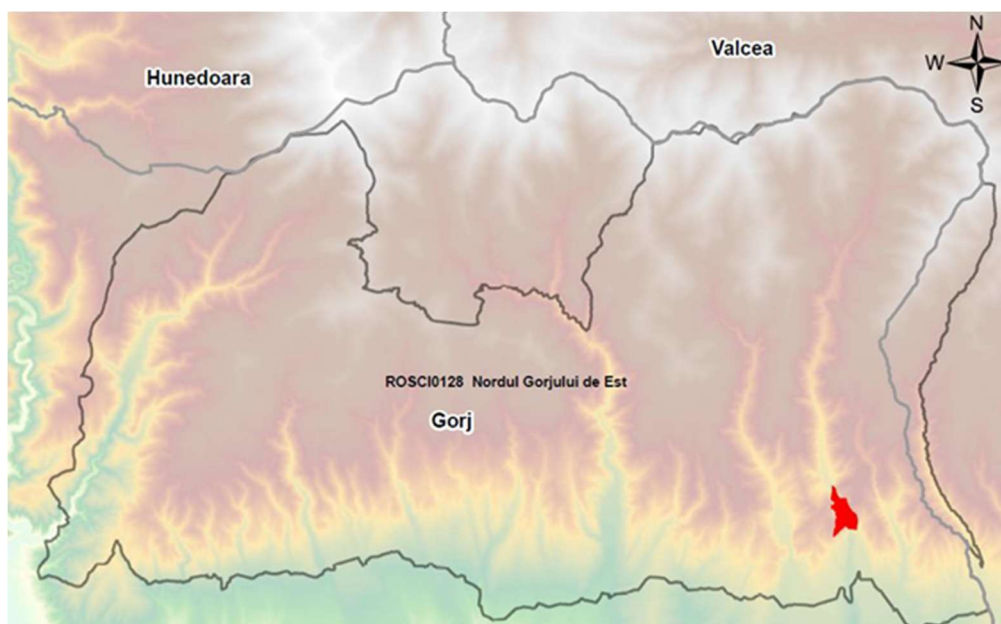 N
Valcea
Hunedoara
W
S
ROSCI0128 Nordul Gorjului de Est
Gorj